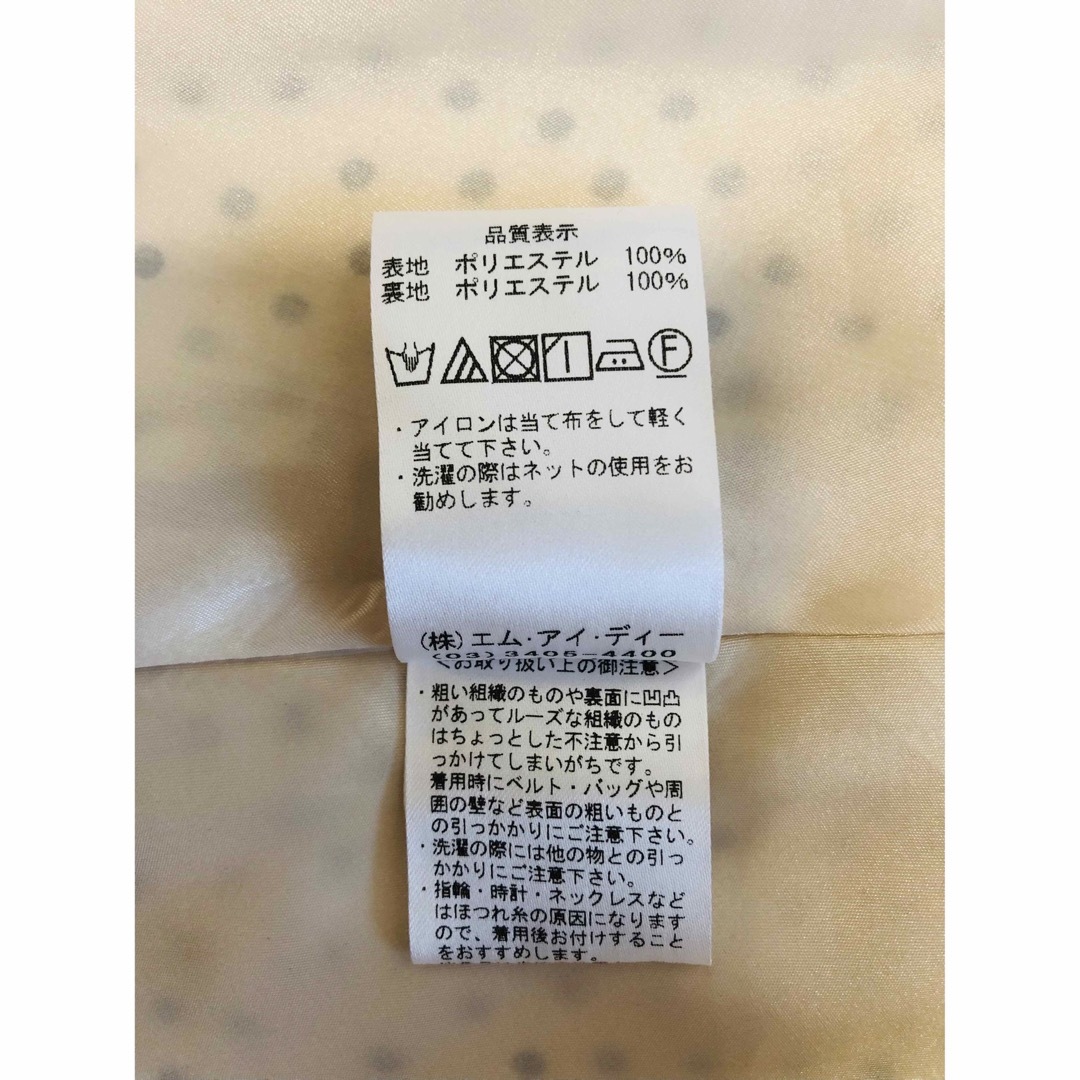 品質表示
表地 ポリエステル 100%
裏地 ポリエステル 100%
F
・アイロンは当て布をして軽く
当てて下さい。
・洗濯の際はネットの使用をお
勧めします。
(株)エム・アイ・ディー
(03)3405-4400
<お取り扱い上の御注意>
・粗い組織のものや裏面に凹凸
があってルーズな組織のもの
はちょっとした不注意から引
っかけてしまいがちです。
着用時にベルト・バッグや周
囲の壁など表面の粗いものと
の引っかかりにご注意下さい。
・洗濯の際には他の物との引っ
かかりにご注意下さい。
・指輪・時計・ネックレスなど
はほつれ糸の原因になります
ので、着用後お付けすること
をおすすめします。